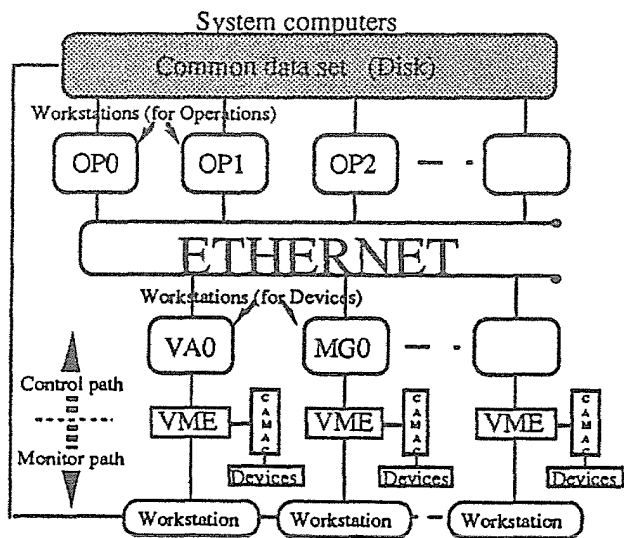 System computers
Common data set (Disk)
Workstations (for Operations)
OP0 OP1 OP2
ETHERNET
Workstations (for Devices)
VA0 MG0
Control path
Monitor path
VME CAMAC VME CAMAC VME CAMAC
Devices Devices Devices
Workstation Workstation Workstation